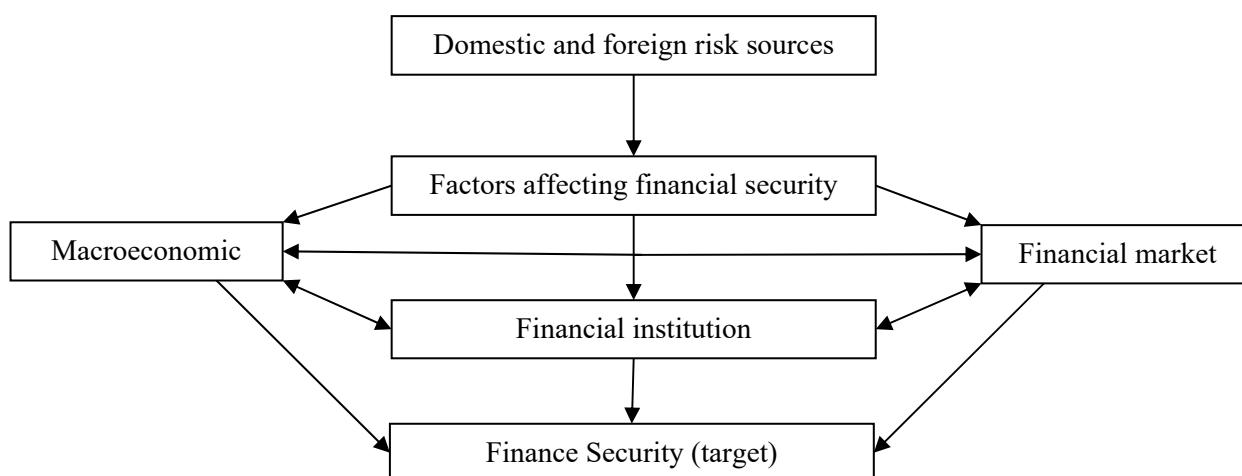 Domestic and foreign risk sources
Factors affecting financial security
Macroeconomic
Financial market
Financial institution
Finance Security (target)